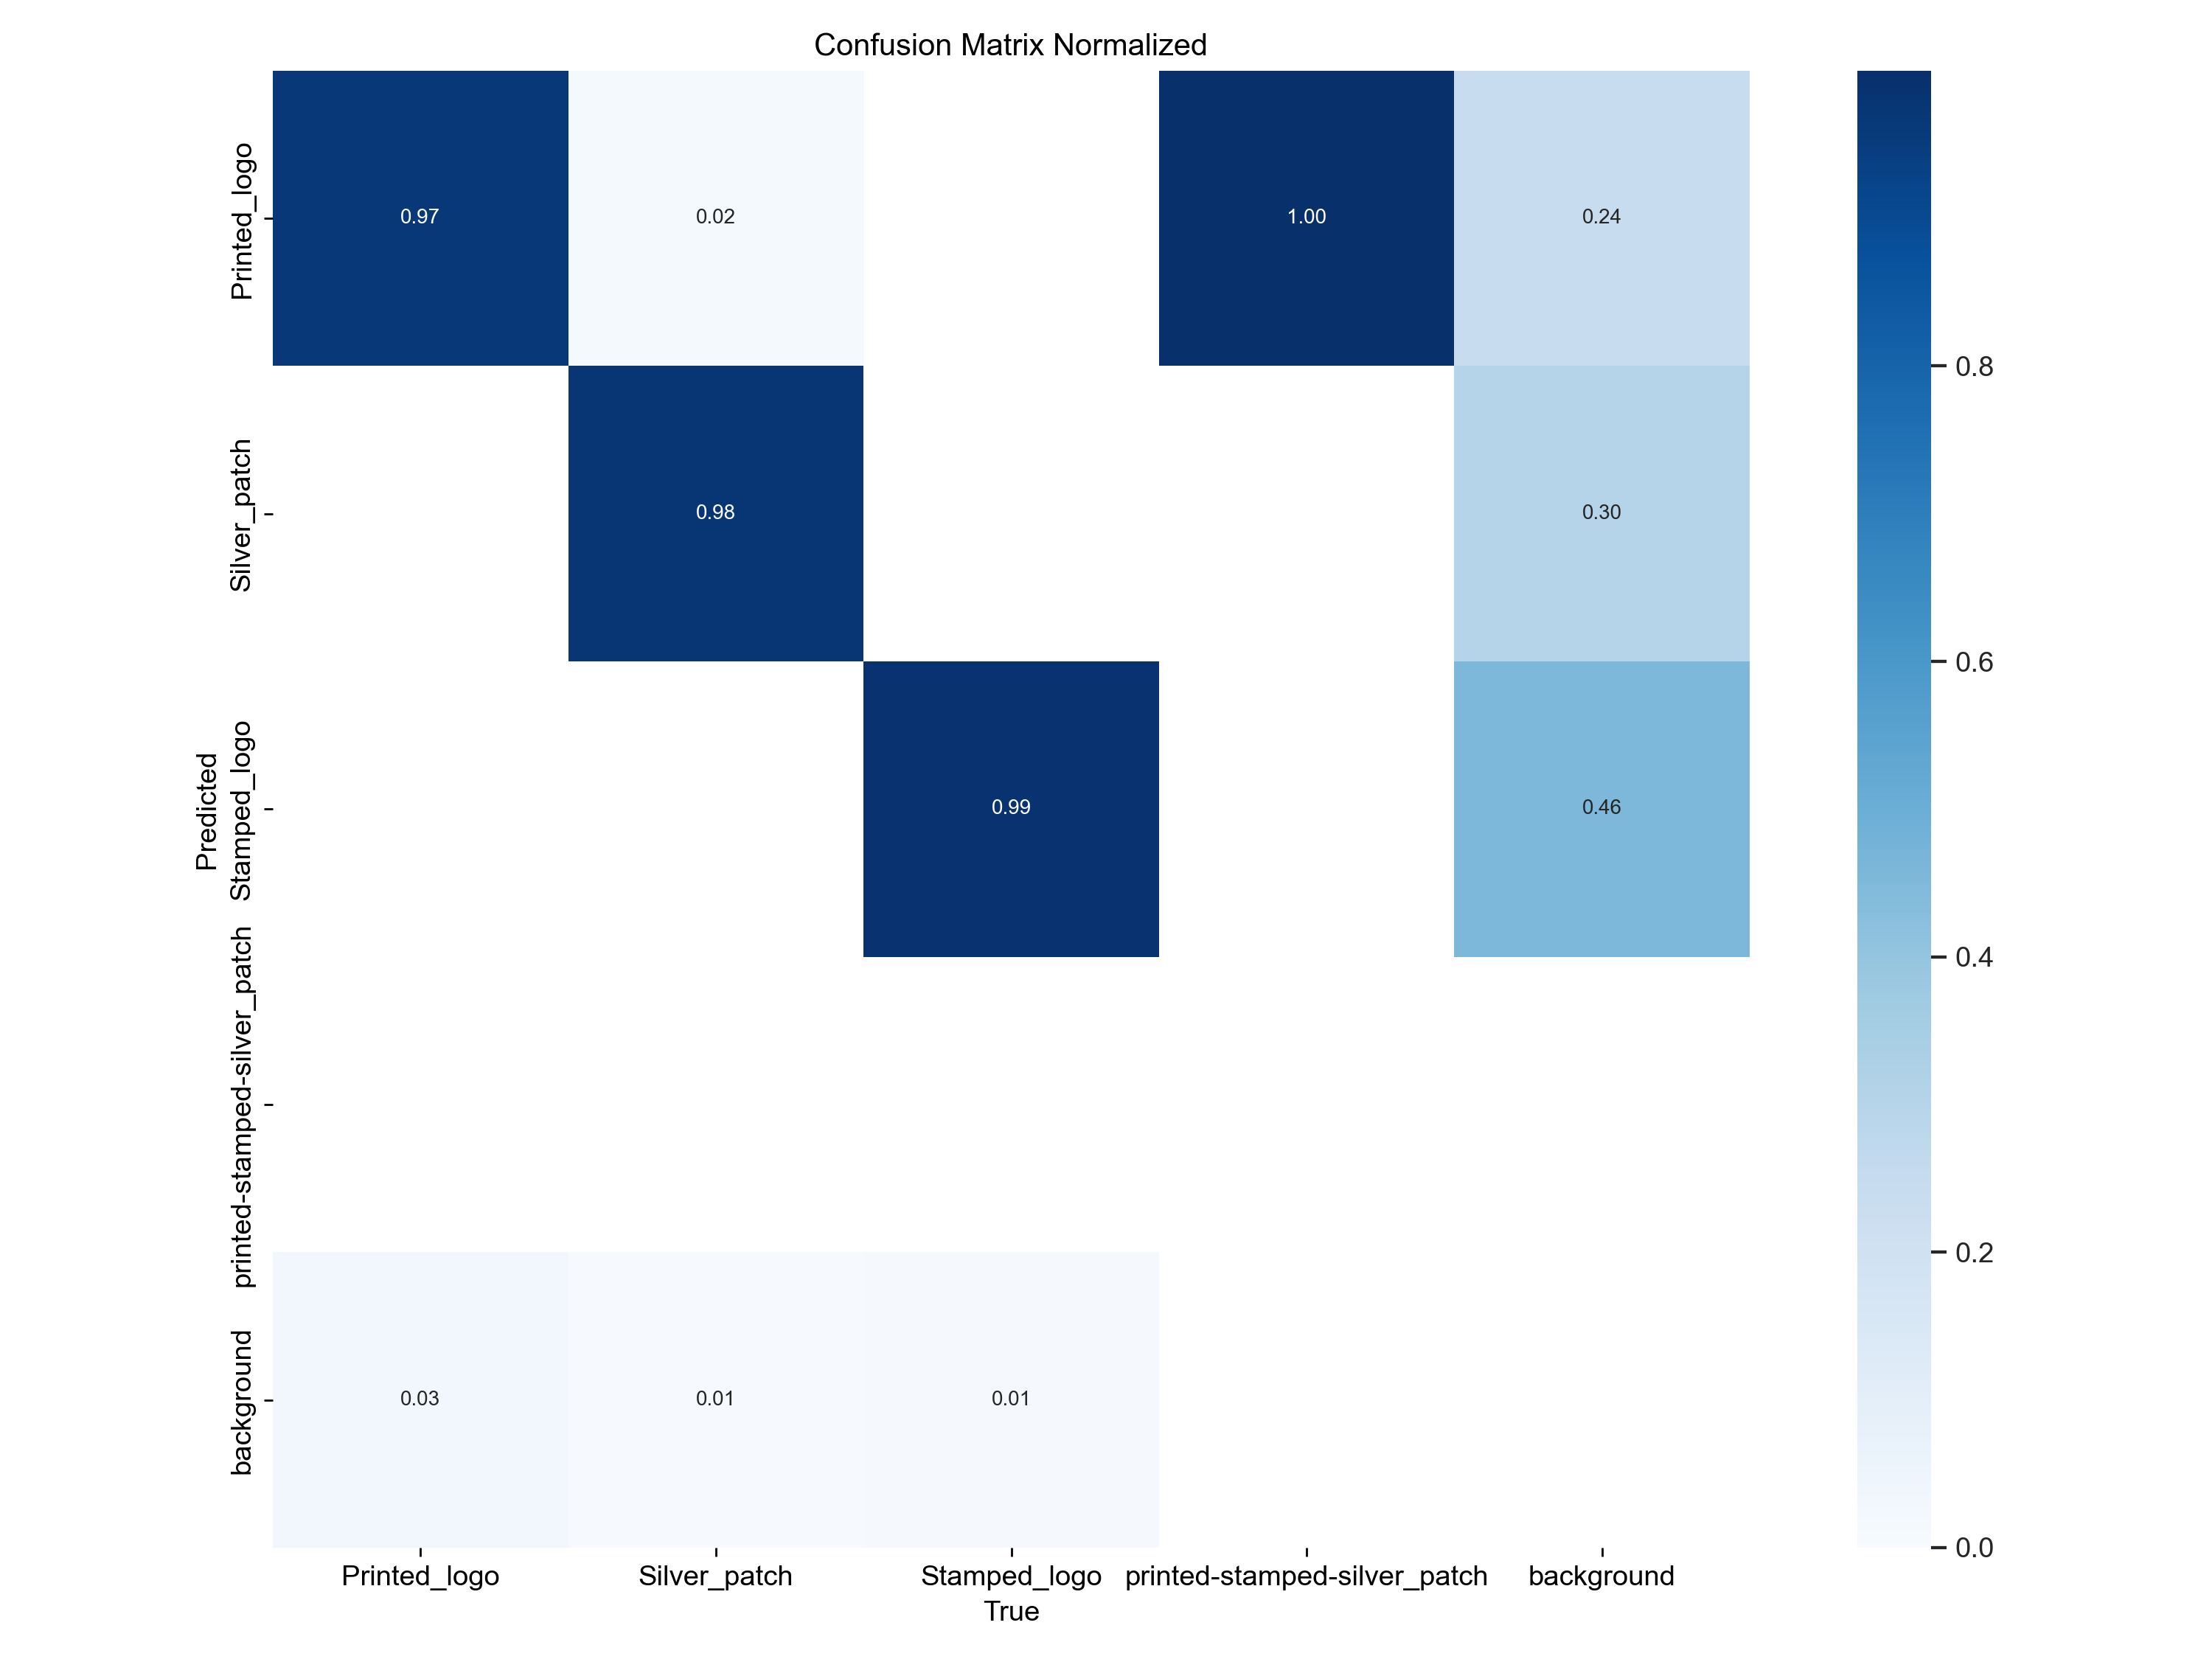 Confusion Matrix Normalized
Predicted
Printed_logo
Silver_patch
Stamped_logo
printed-stamped-silver_patch
background
0.97
0.02
1.00
0.24
0.98
0.30
0.99
0.46
0.03
0.01
0.01
Printed_logo
Silver_patch
Stamped_logo
printed-stamped-silver_patch
background
True
0.8
0.6
0.4
0.2
0.0